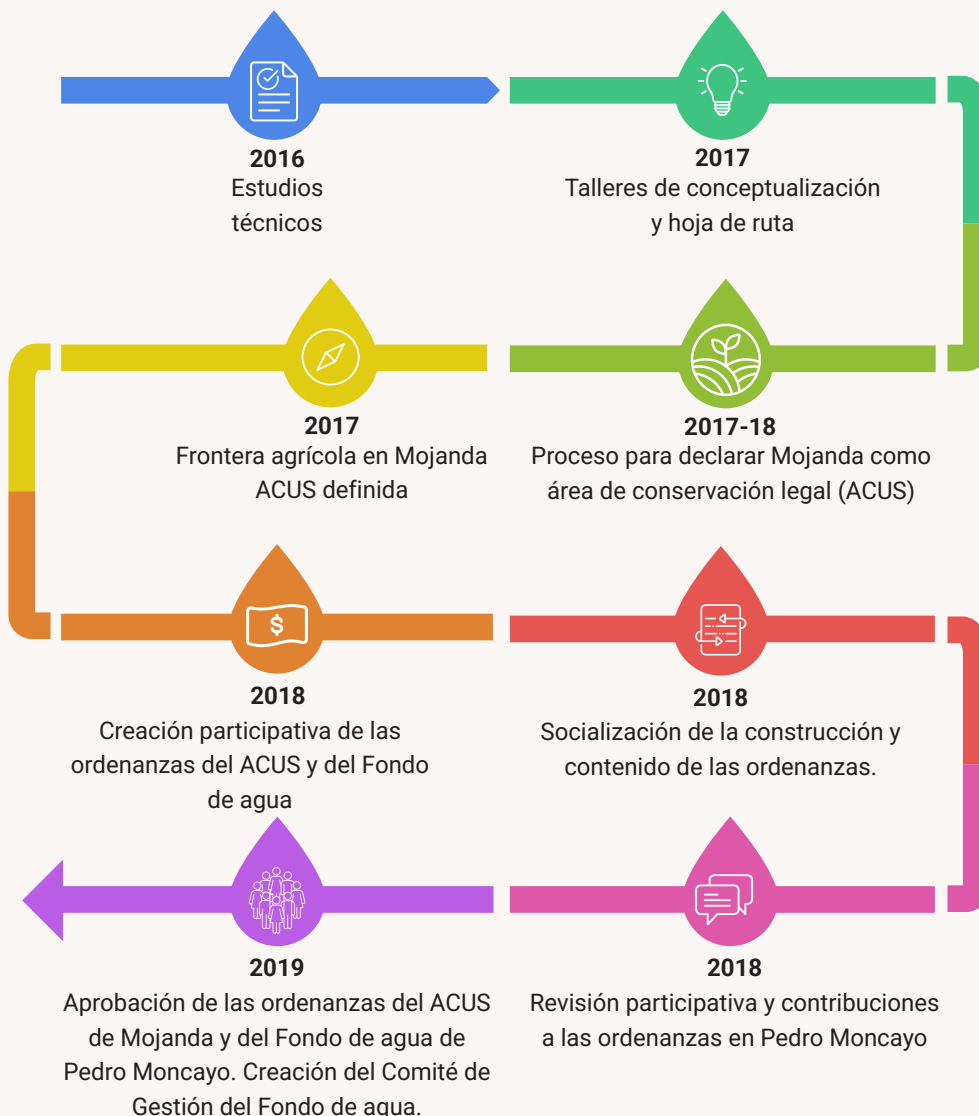 2016
Estudios
técnicos
2017
Talleres de conceptualización
y hoja de ruta
2017-18
Proceso para declarar Mojanda como
área de conservación legal (ACUS)
2017
Frontera agrícola en Mojanda
ACUS definida
$
2018
Creación participativa de las
ordenanzas del ACUS y del Fondo
de agua
2018
Socialización de la construcción y
contenido de las ordenanzas.
2018
Revisión participativa y contribuciones
a las ordenanzas en Pedro Moncayo
2019
Aprobación de las ordenanzas del ACUS
de Mojanda y del Fondo de agua de
Pedro Moncayo. Creación del Comité de
Gestión del Fondo de agua.